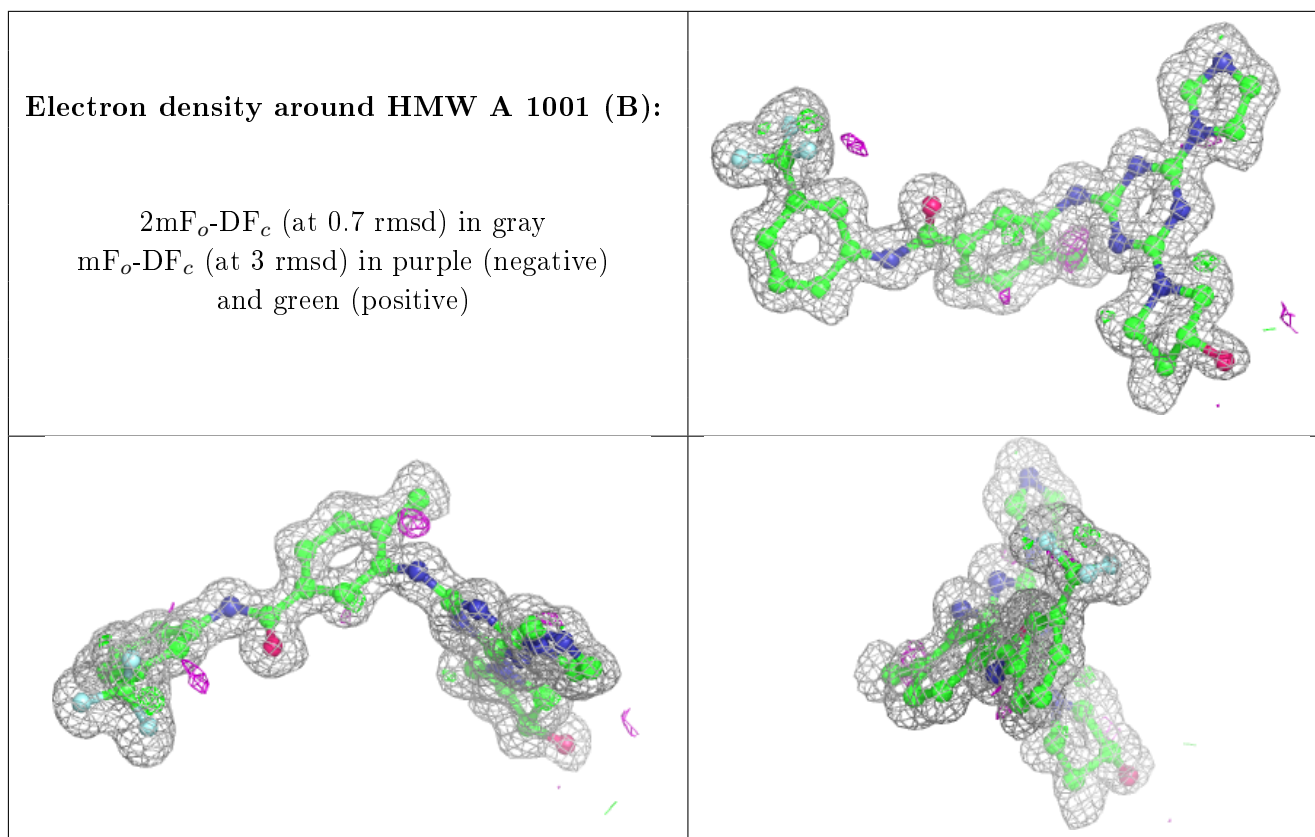 Electron density around HMW A 1001 (B):
2mFo-DFc (at 0.7 rmsd) in gray
mFo-DFc (at 3 rmsd) in purple (negative)
and green (positive)